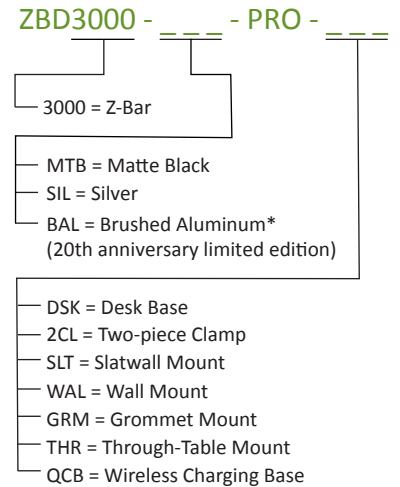 ZBD3000 - _ _ _ - PRO - _ _ _
3000 = Z-Bar
MTB = Matte Black
SIL = Silver
BAL = Brushed Aluminum*
(20th anniversary limited edition)
DSK = Desk Base
2CL = Two-piece Clamp
SLT = Slatwall Mount
WAL = Wall Mount
GRM = Grommet Mount
THR = Through-Table Mount
QCB = Wireless Charging Base